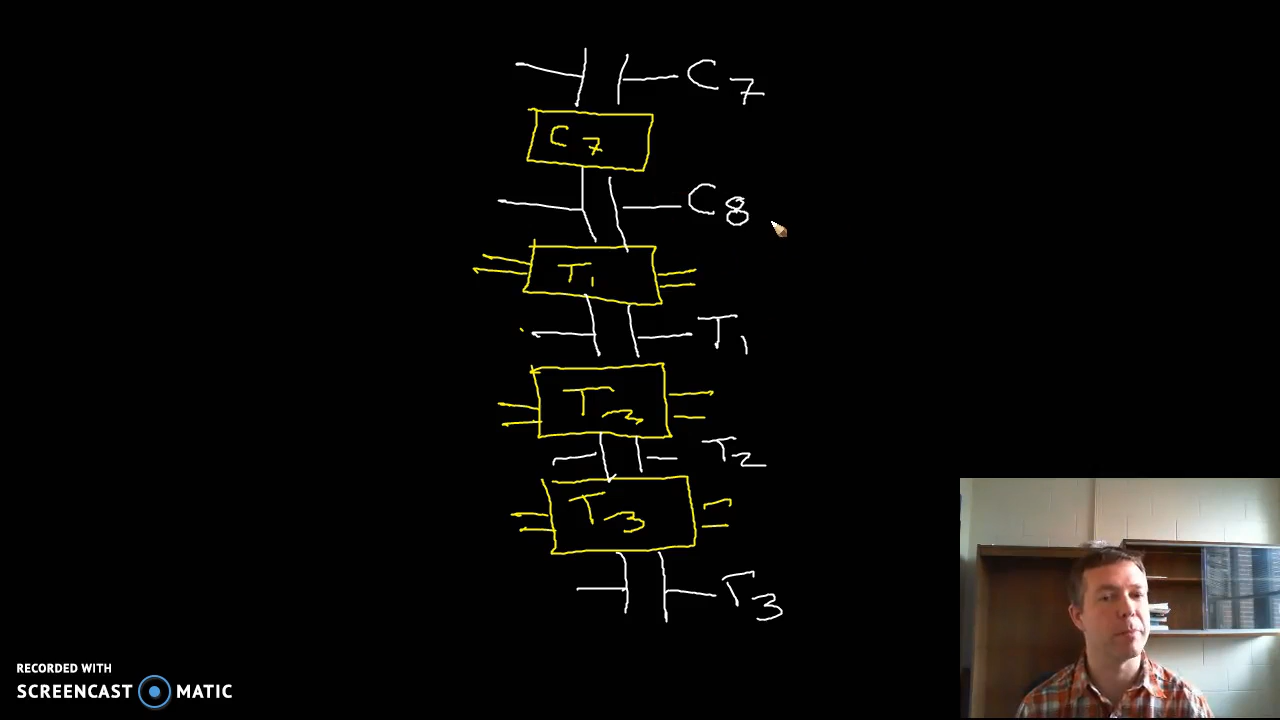 C7
C7
C8
T1
T1
T2
T2
T3
T3
RECORDED WITH
SCREENCAST MATIC